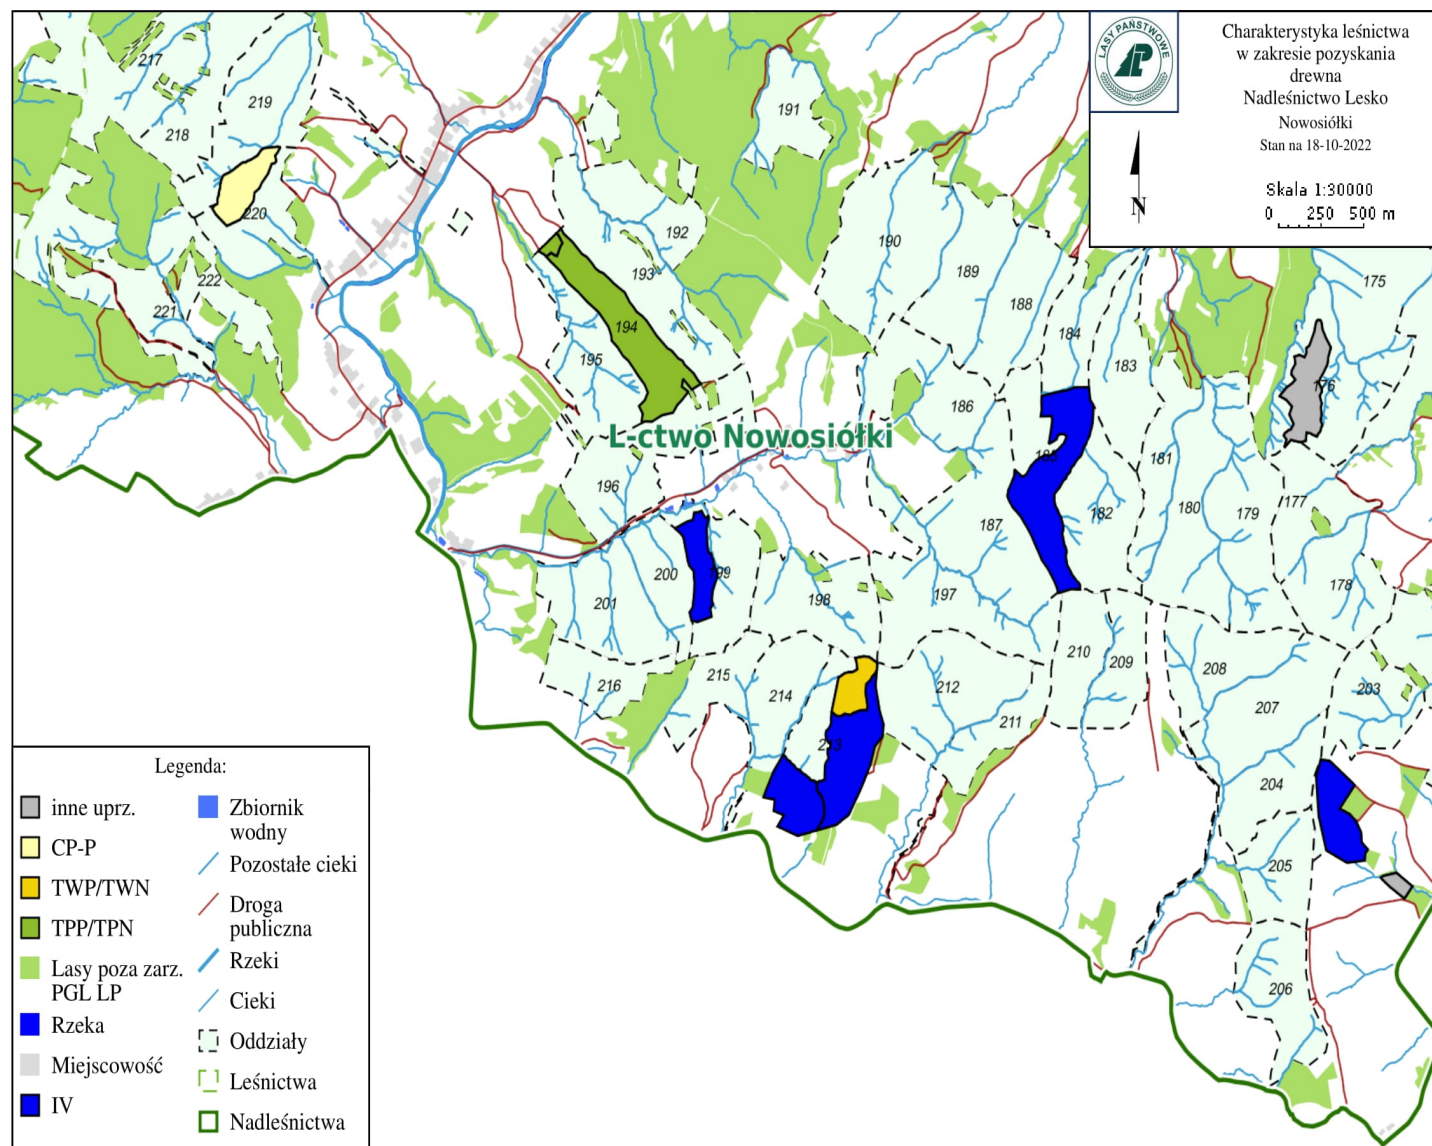 LASY PAŃSTWOWE
Charakterystyka leśnictwa
w zakresie pozyskania
drewna
Nadleśnictwo Lesko
Nowosiółki
Stan na 18-10-2022
N
Skala 1:30000
0 250 500 m
217
219
218
220
222
221
191
192
193
194
195
190
189
188
184
183
175
176
186
185
181
180
179
177
182
187
178
L-ctwo Nowosiółki
196
200
199
201
198
197
210
209
208
203
207
216
215
214
212
211
213
204
205
206
Legenda:
inne uprz.
CP-P
TWP/TWN
TPP/TPN
Lasy poza zarz.
PGL LP
Rzeka
Miejscowość
IV
Zbiornik
wodny
Pozostałe cieki
Droga
publiczna
Rzeki
Cieki
Oddziały
Leśnictwa
Nadleśnictwa